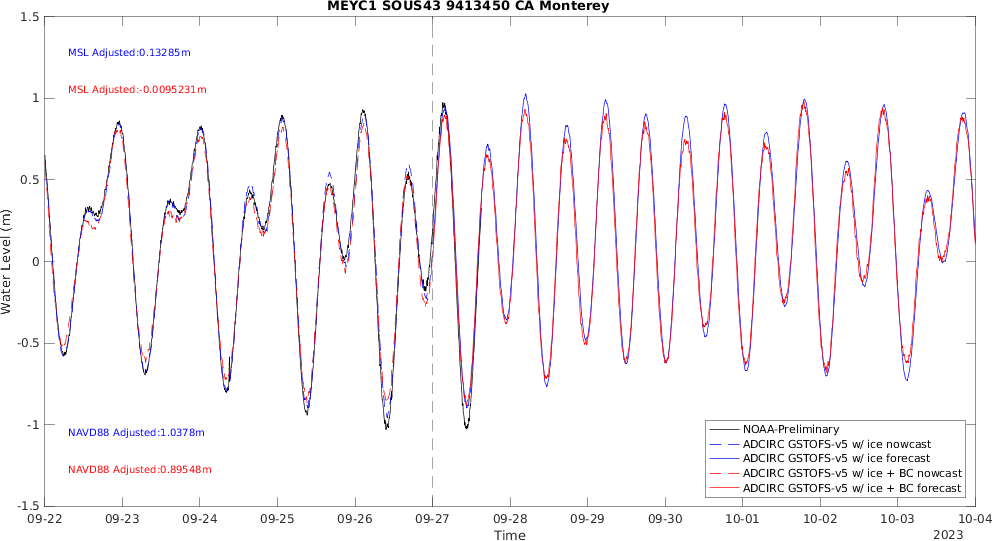 MEYC1 SOUS43 9413450 CA Monterey
1.5
1
0.5
0
-0.5
-1
-1.5
Water Level (m)
MSL Adjusted:0.13285m
MSL Adjusted:-0.0095231m
NAVD88 Adjusted:1.0378m
NAVD88 Adjusted:0.89548m
NOAA-Preliminary
ADCIRC GSTOFS-v5 w/ ice nowcast
ADCIRC GSTOFS-v5 w/ ice forecast
ADCIRC GSTOFS-v5 w/ ice + BC nowcast
ADCIRC GSTOFS-v5 w/ ice + BC forecast
09-22 09-23 09-24 09-25 09-26 09-27 09-28 09-29 09-30 10-01 10-02 10-03 10-04
Time
2023